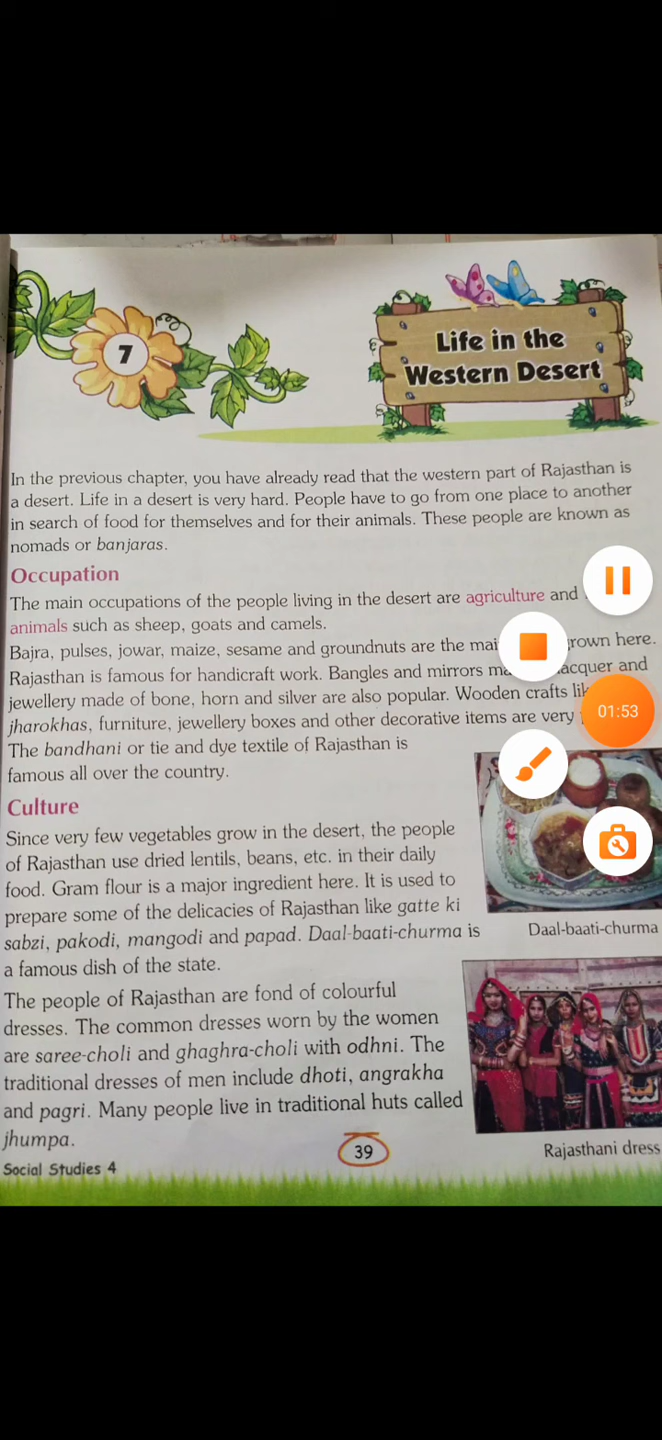 7
Life in the
Western Desert
In the previous chapter, you have already read that the western part of Rajasthan is
a desert. Life in a desert is very hard. People have to go from one place to another
in search of food for themselves and for their animals. These people are known as
nomads or banjaras.
Occupation
The main occupations of the people living in the desert are agriculture and
animals such as sheep, goats and camels.
Bajra, pulses, jowar, maize, sesame and groundnuts are the rown here.
Rajasthan is famous for handicraft work. Bangles and mirrors acquer and
jewellery made of bone, horn and silver are also popular. Wooden crafts
jharokhas, furniture, jewellery boxes and other decorative items are very
01:53
The bandhani or tie and dye textile of Rajasthan is
famous all over the country.
Culture
Since very few vegetables grow in the desert, the people
of Rajasthan use dried lentils, beans, etc. in their daily
food. Gram flour is a major ingredient here. It is used to
prepare some of the delicacies of Rajasthan like gatte ki
sabzi, pakodi, mangodi and papad. Daal-baati-churma is
a famous dish of the state.
Daal-baati-churma
The people of Rajasthan are fond of colourful
dresses. The common dresses worn by the women
are saree-choli and ghaghra-choli with odhni. The
traditional dresses of men include dhoti, angrakha
and pagri. Many people live in traditional huts called
jhumpa.
Rajasthani dress
Social Studies 4
39